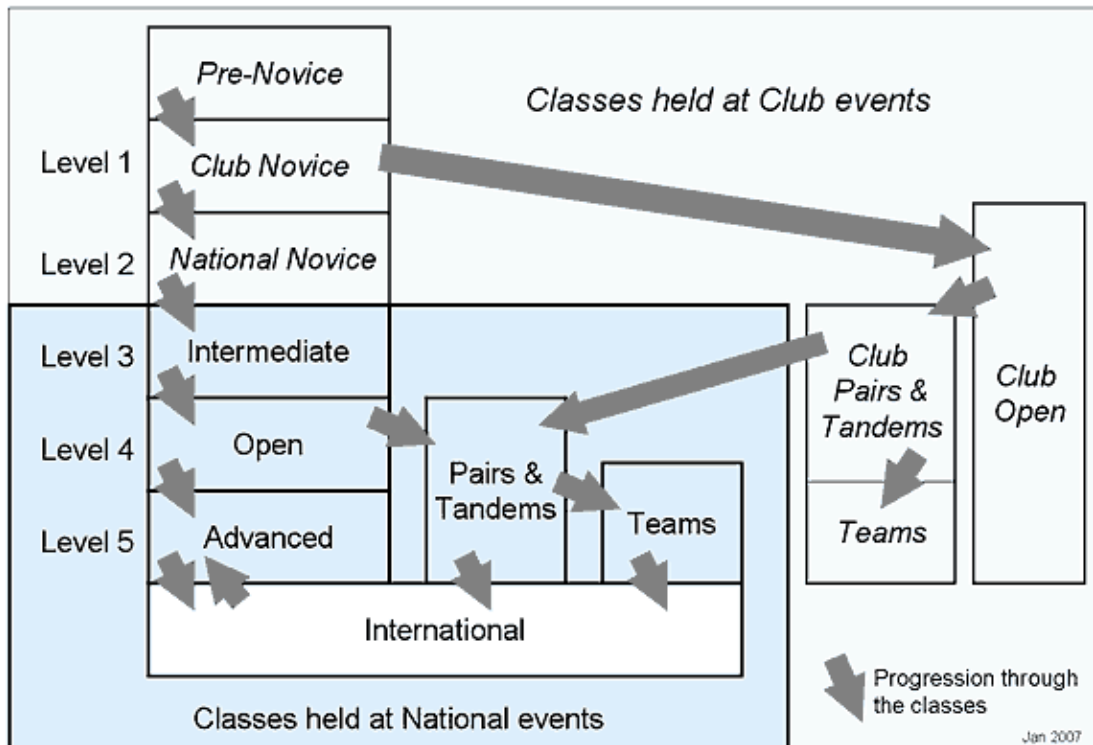 Pre-Novice
Classes held at Club events
Level 1
Club Novice
Level 2
National Novice
Level 3
Intermediate
Club
Pairs &
Tandems
Club
Open
Level 4
Open
Pairs &
Tandems
Teams
Level 5
Advanced
Teams
International
Progression through
the classes
Classes held at National events
Jan 2007